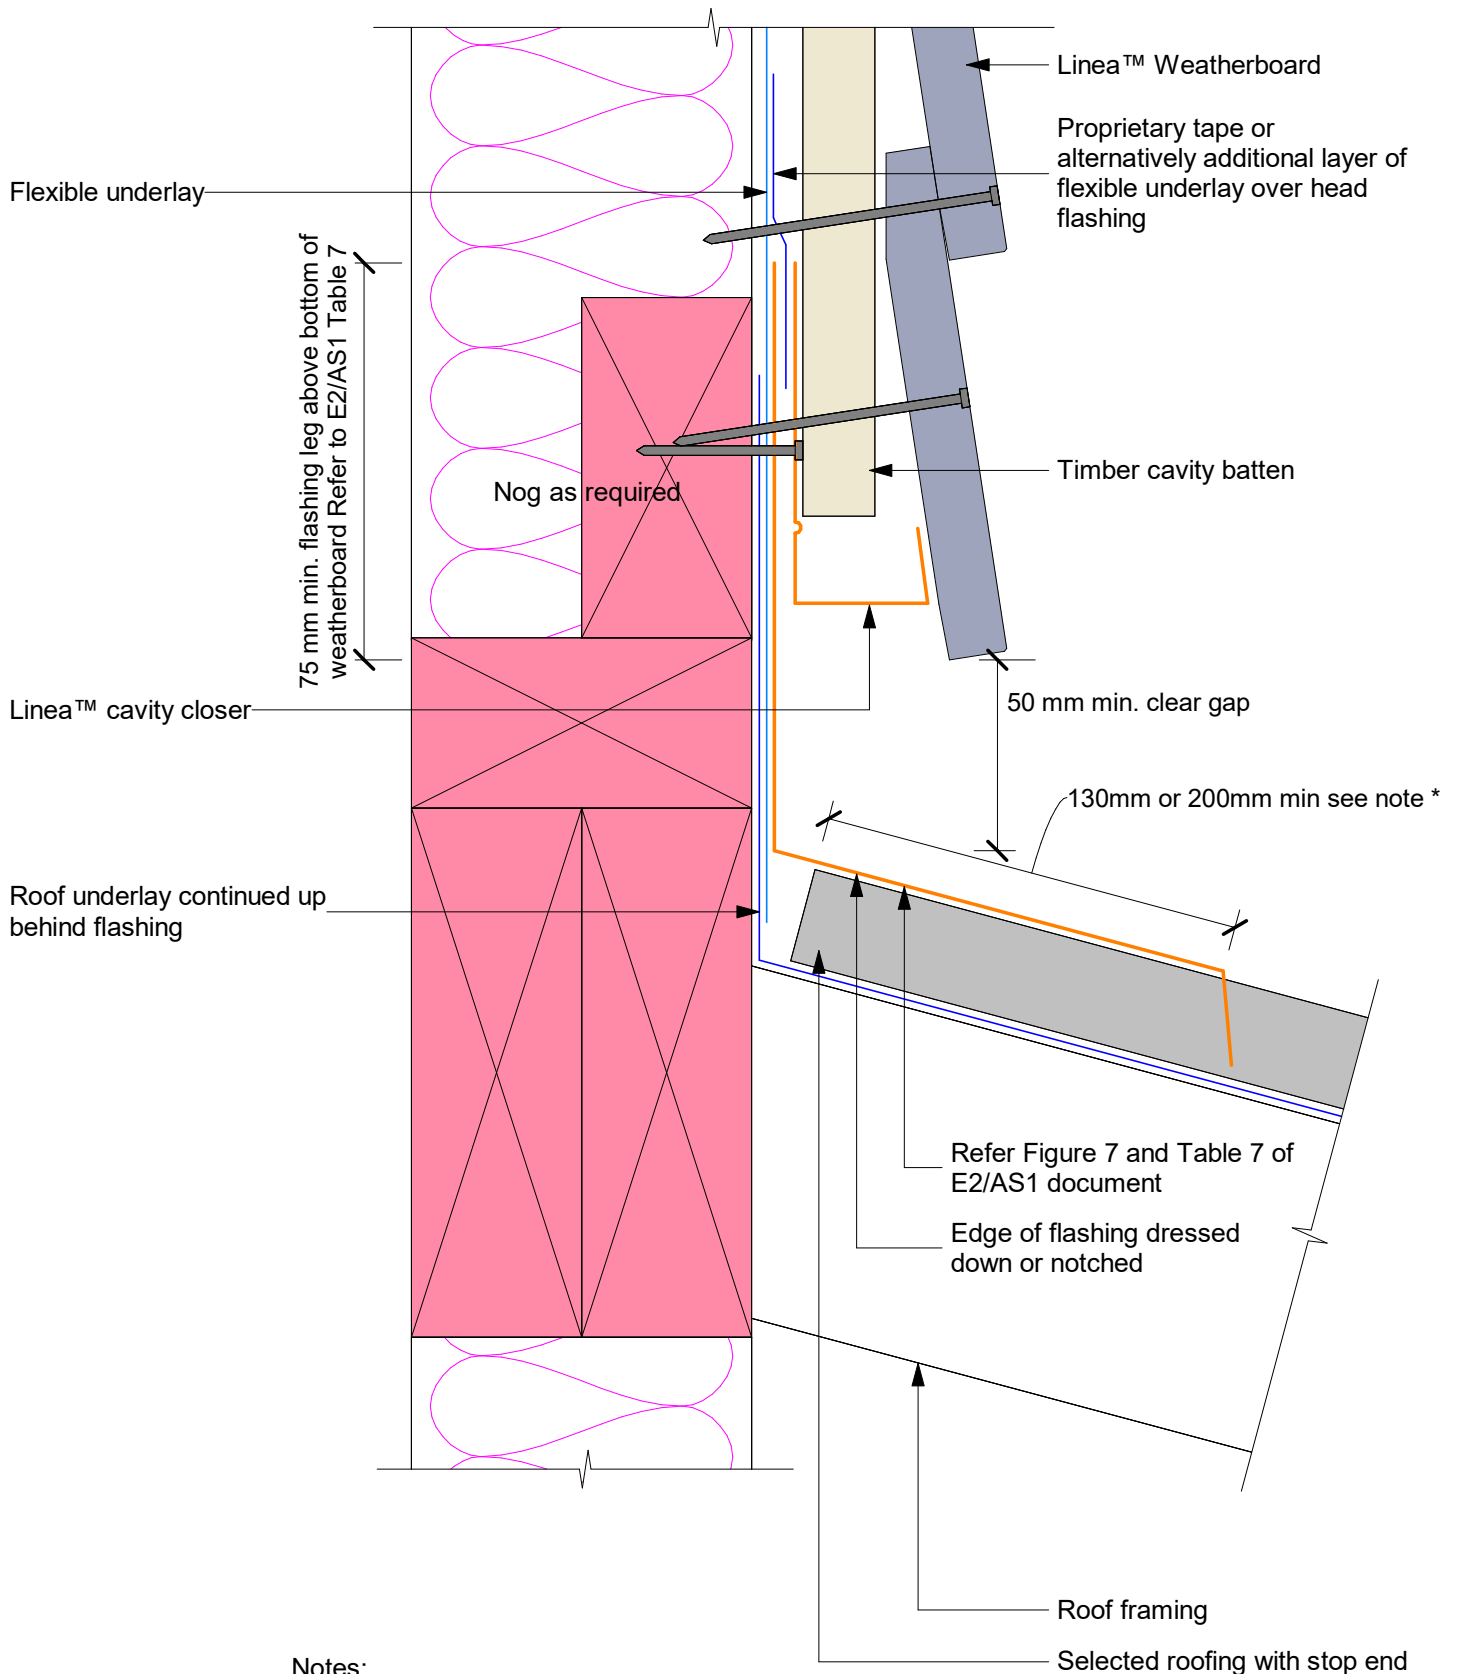 Linea™ Weatherboard
Proprietary tape or
alternatively additional layer of
flexible underlay over head
flashing
Flexible underlay
75 mm min. flashing leg above bottom of
weatherboard Refer to E2/AS1 Table 7
Timber cavity batten
Nog as required
Linea™ cavity closer
50 mm min. clear gap
130mm or 200mm min see note *
Roof underlay continued up
behind flashing
Refer Figure 7 and Table 7 of
E2/AS1 document
Edge of flashing dressed
down or notched
Roof framing
Selected roofing with stop end
Notes: